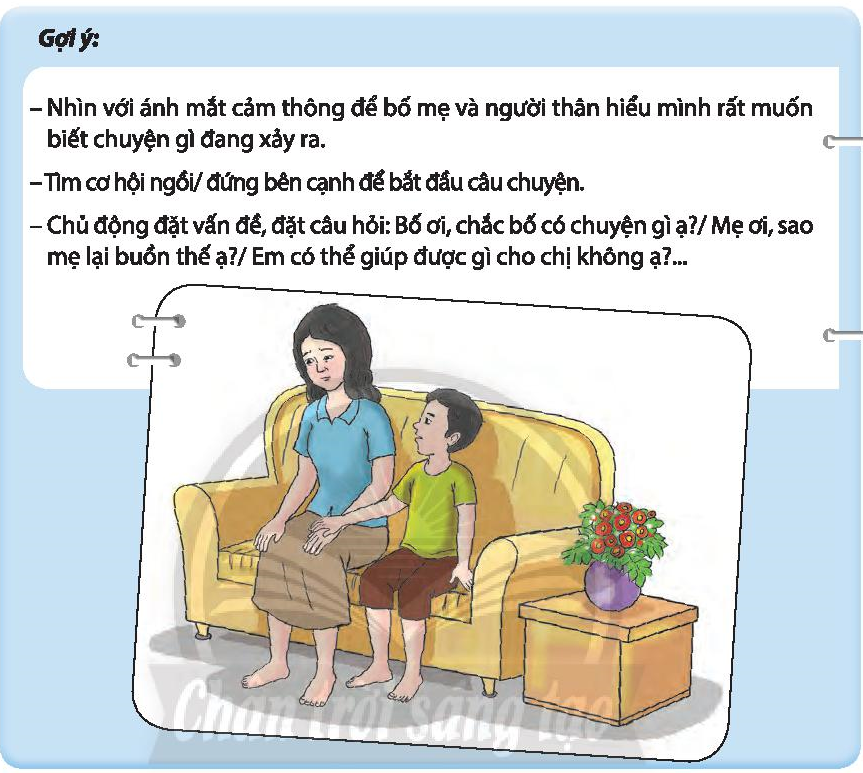 Gợi ý:
– Nhìn với ánh mắt cảm thông để bố mẹ và người thân hiểu mình rất muốn
biết chuyện gì đang xảy ra.
– Tìm cơ hội ngồi/ đứng bên cạnh để bắt đầu câu chuyện.
– Chủ động đặt vấn đề, đặt câu hỏi: Bố ơi, chắc bố có chuyện gì ạ?/ Mẹ ơi, sao
mẹ lại buồn thế ạ?/ Em có thể giúp được gì cho chị không ạ?...
Chân trời sáng tạo